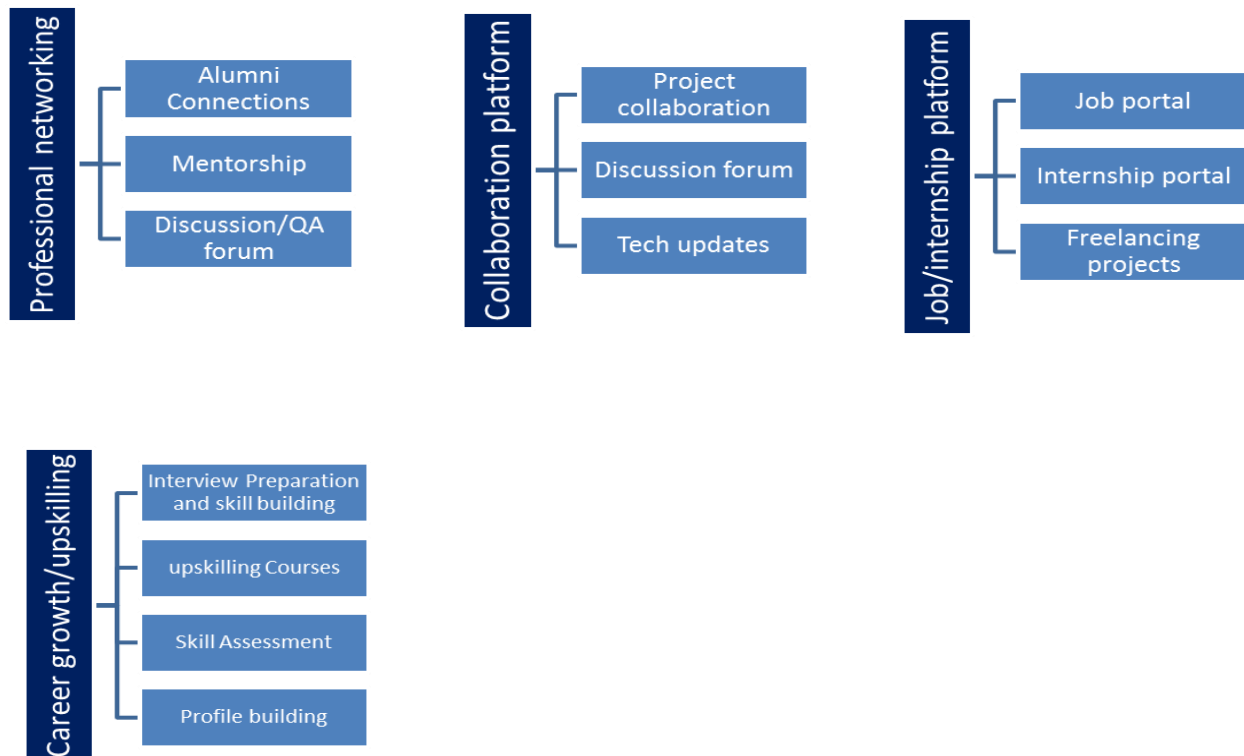 Professional networking
Alumni
Connections
Mentorship
Discussion/QA
forum
Collaboration platform
Project
collaboration
Discussion forum
Tech updates
Job/internship platform
Job portal
Internship portal
Freelancing
projects
Career growth/upskilling
Interview Preparation
and skill building
upskilling Courses
Skill Assessment
Profile building